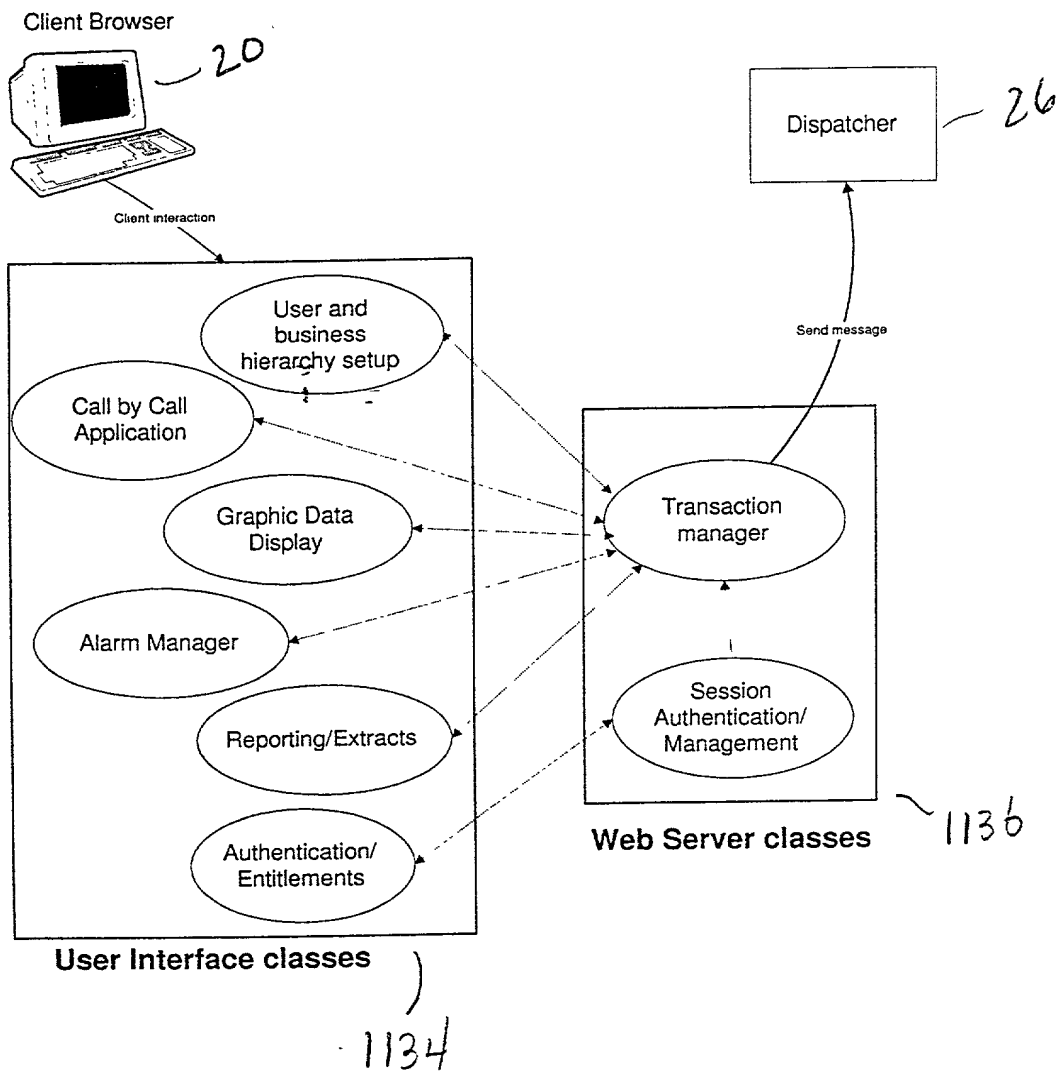 Client Browser
20
Dispatcher
26
Client interaction
User and
business
hierarchy setup
Send message
Call by Call
Application
Graphic Data
Display
Transaction
manager
Alarm Manager
Session
Authentication/
Management
Reporting/Extracts
Authentication/
Entitlements
Web Server classes
1136
User Interface classes
1134